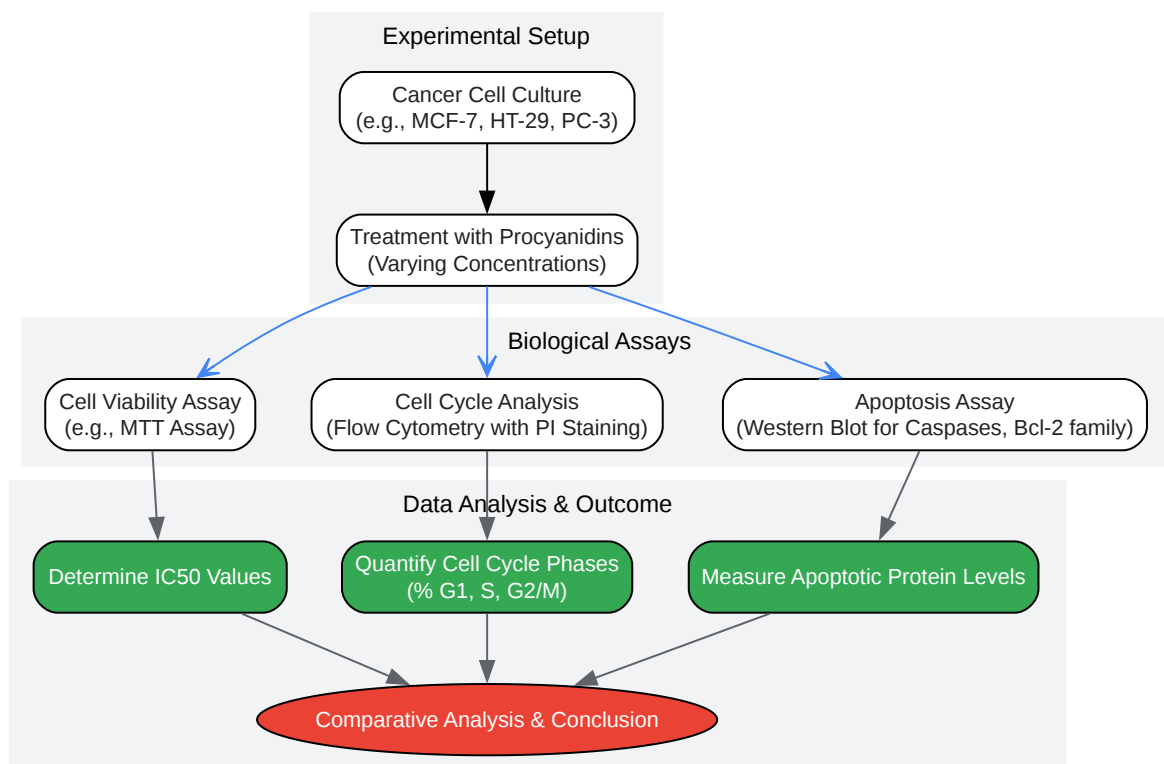 Experimental Setup
Cancer Cell Culture
(e.g., MCF-7, HT-29, PC-3)
Treatment with Procyanidins
(Varying Concentrations)
Biological Assays
Cell Viability Assay
(e.g., MTT Assay)
Cell Cycle Analysis
(Flow Cytometry with PI Staining)
Apoptosis Assay
(Western Blot for Caspases, Bcl-2 family)
Data Analysis & Outcome
Determine IC50 Values
Quantify Cell Cycle Phases
(% G1, S, G2/M)
Measure Apoptotic Protein Levels
Comparative Analysis & Conclusion